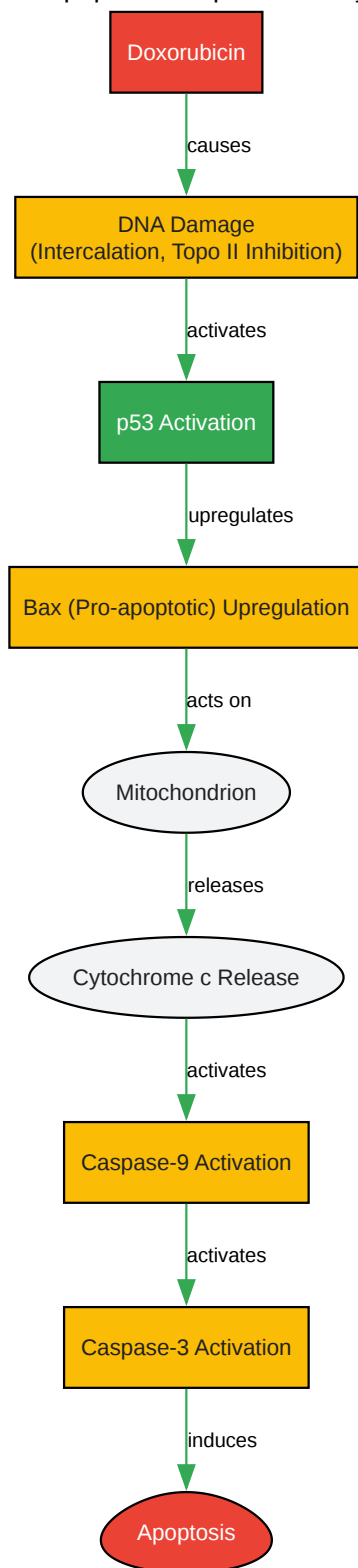 Doxorubicin
causes
DNA Damage
(Intercalation, Topo II Inhibition)
activates
p53 Activation
upregulates
Bax (Pro-apoptotic) Upregulation
acts on
Mitochondrion
releases
Cytochrome c Release
activates
Caspase-9 Activation
activates
Caspase-3 Activation
induces
Apoptosis